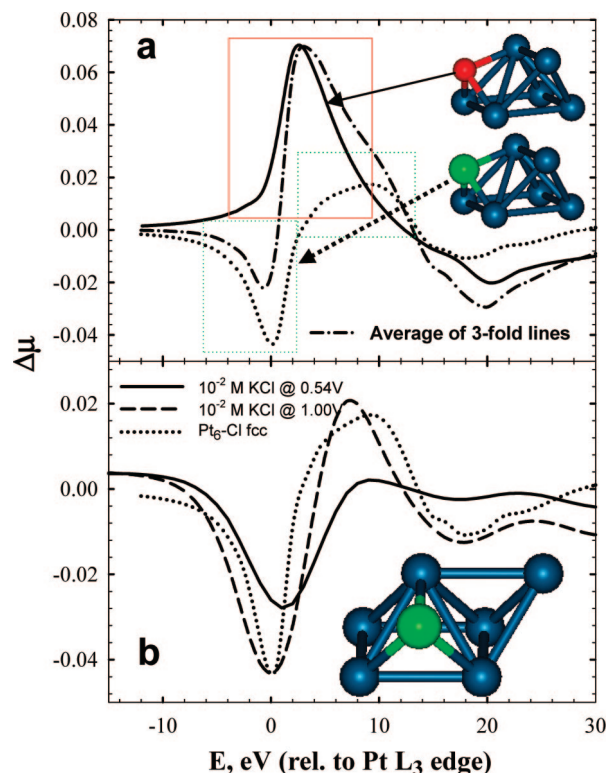 a
0.08
0.06
0.04
0.02
0.00
-0.02
-0.04
Average of 3-fold lines
Δμ
10⁻² M KCl @ 0.54V
10⁻² M KCl @ 1.00V
Pt₆-Cl fcc
0.02
0.00
-0.02
-0.04
b
-10 0 10 20 30
E, eV (rel. to Pt L₃ edge)